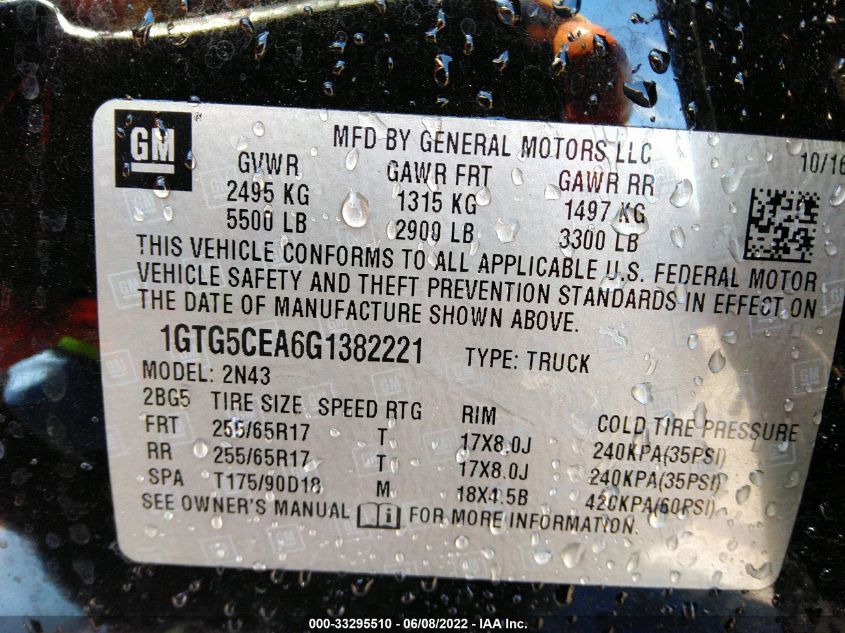 GM
MFD BY GENERAL MOTORS LLC 10/16
GVWR GAWR FRT GAWR RR
2495 KG 1315 KG 1497 KG
5500 LB 2900 LB 3300 LB
THIS VEHICLE CONFORMS TO ALL APPLICABLE U.S. FEDERAL MOTOR
VEHICLE SAFETY AND THEFT PREVENTION STANDARDS IN EFFECT ON
THE DATE OF MANUFACTURE SHOWN ABOVE.
1GTG5CEA6G1382221 TYPE: TRUCK
MODEL: 2N43
2BG5 TIRE SIZE SPEED RTG RIM COLD TIRE PRESSURE
FRT 255/65R17 T 17X8.0J 240KPA(35PSI)
RR 255/65R17 T 17X8.0J 240KPA(35PSI)
SPA T175/90D18 M 18X4.5B 420KPA(60PSI)
SEE OWNER'S MANUAL i FOR MORE INFORMATION.
000-33295510 - 06/08/2022 - IAA Inc.